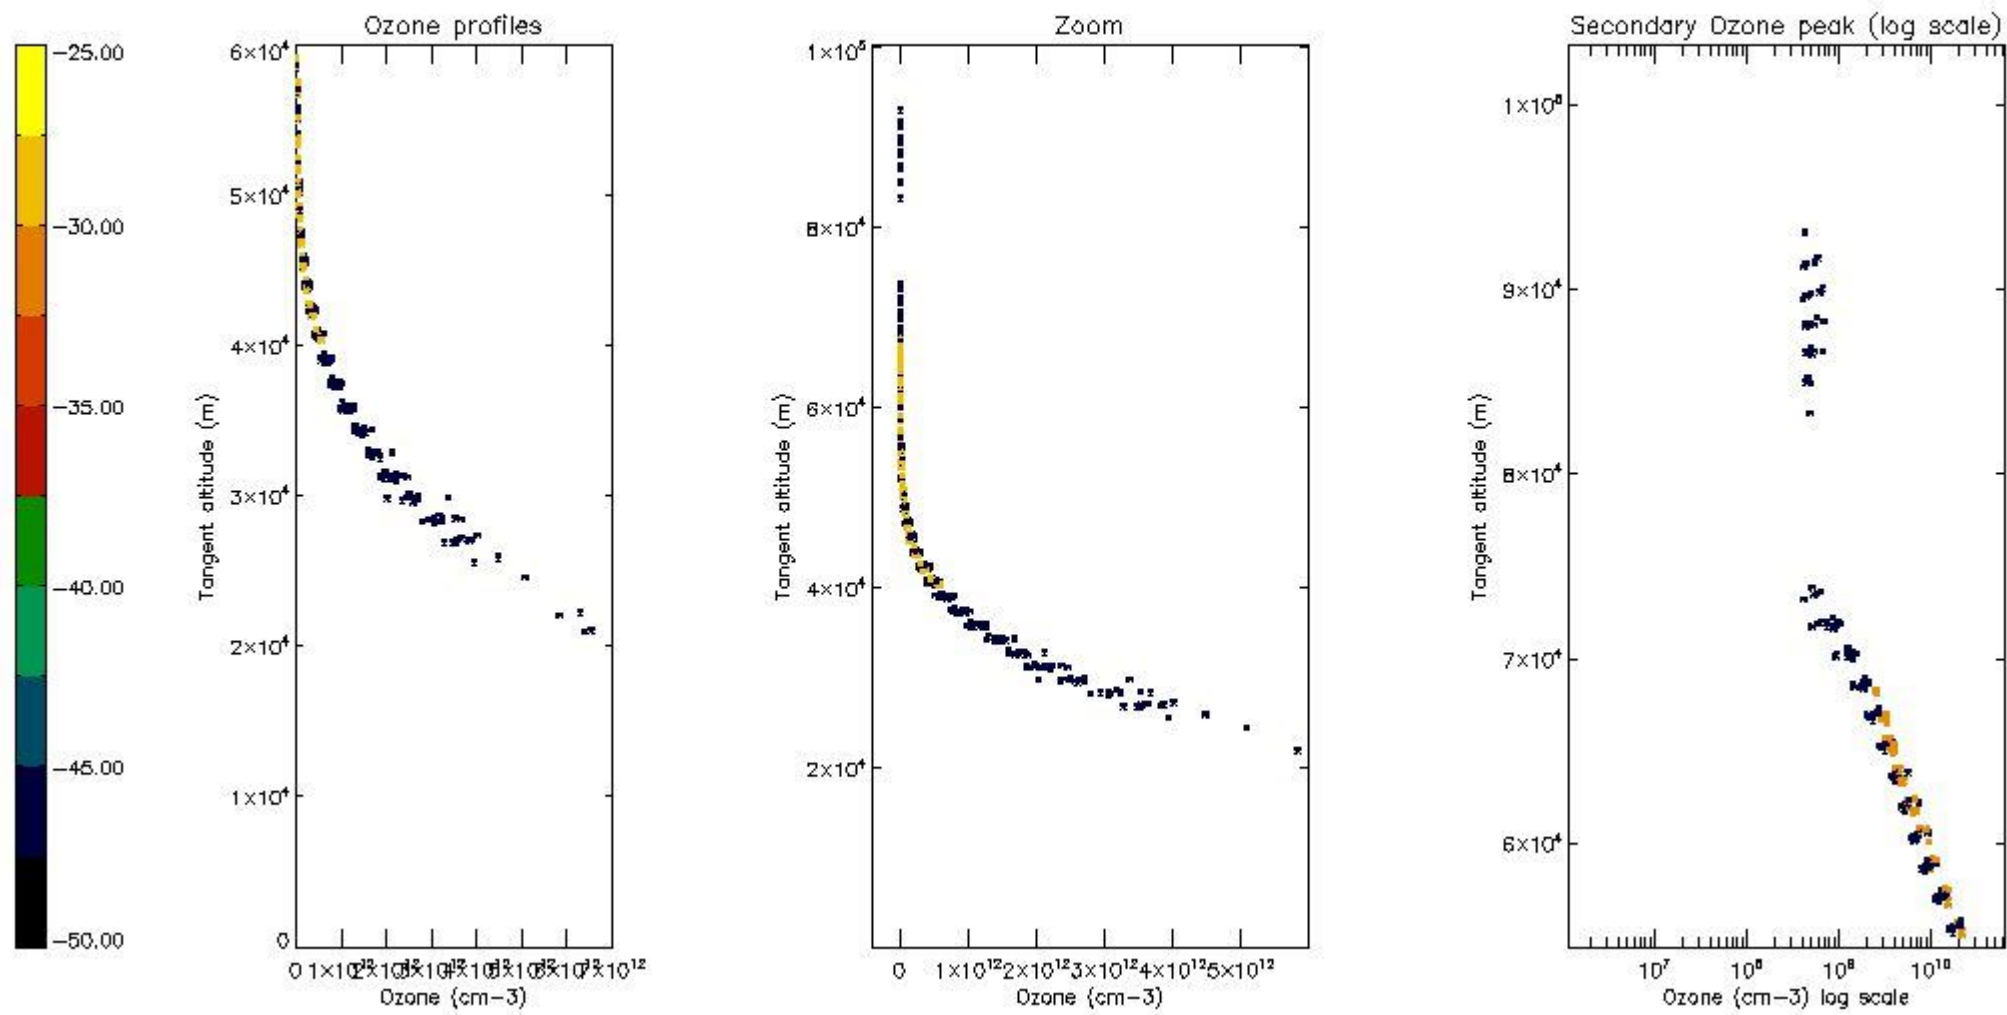 Ozone profiles
Zoom
Secondary Ozone peak (log scale)
−25.00
−30.00
−35.00
−40.00
−45.00
−50.00
6×10⁴
5×10⁴
4×10⁴
3×10⁴
2×10⁴
1×10⁴
0
Tangent altitude (m)
0
7×10¹²
Ozone (cm−3)
1×10⁵
8×10⁴
6×10⁴
4×10⁴
2×10⁴
Tangent altitude (m)
0 1×10¹² 2×10¹² 3×10¹² 4×10¹² 5×10¹²
Ozone (cm−3)
9×10⁴
8×10⁴
7×10⁴
6×10⁴
Tangent altitude (m)
10⁷ 10⁹ 10¹⁰
Ozone (cm−3) log scale